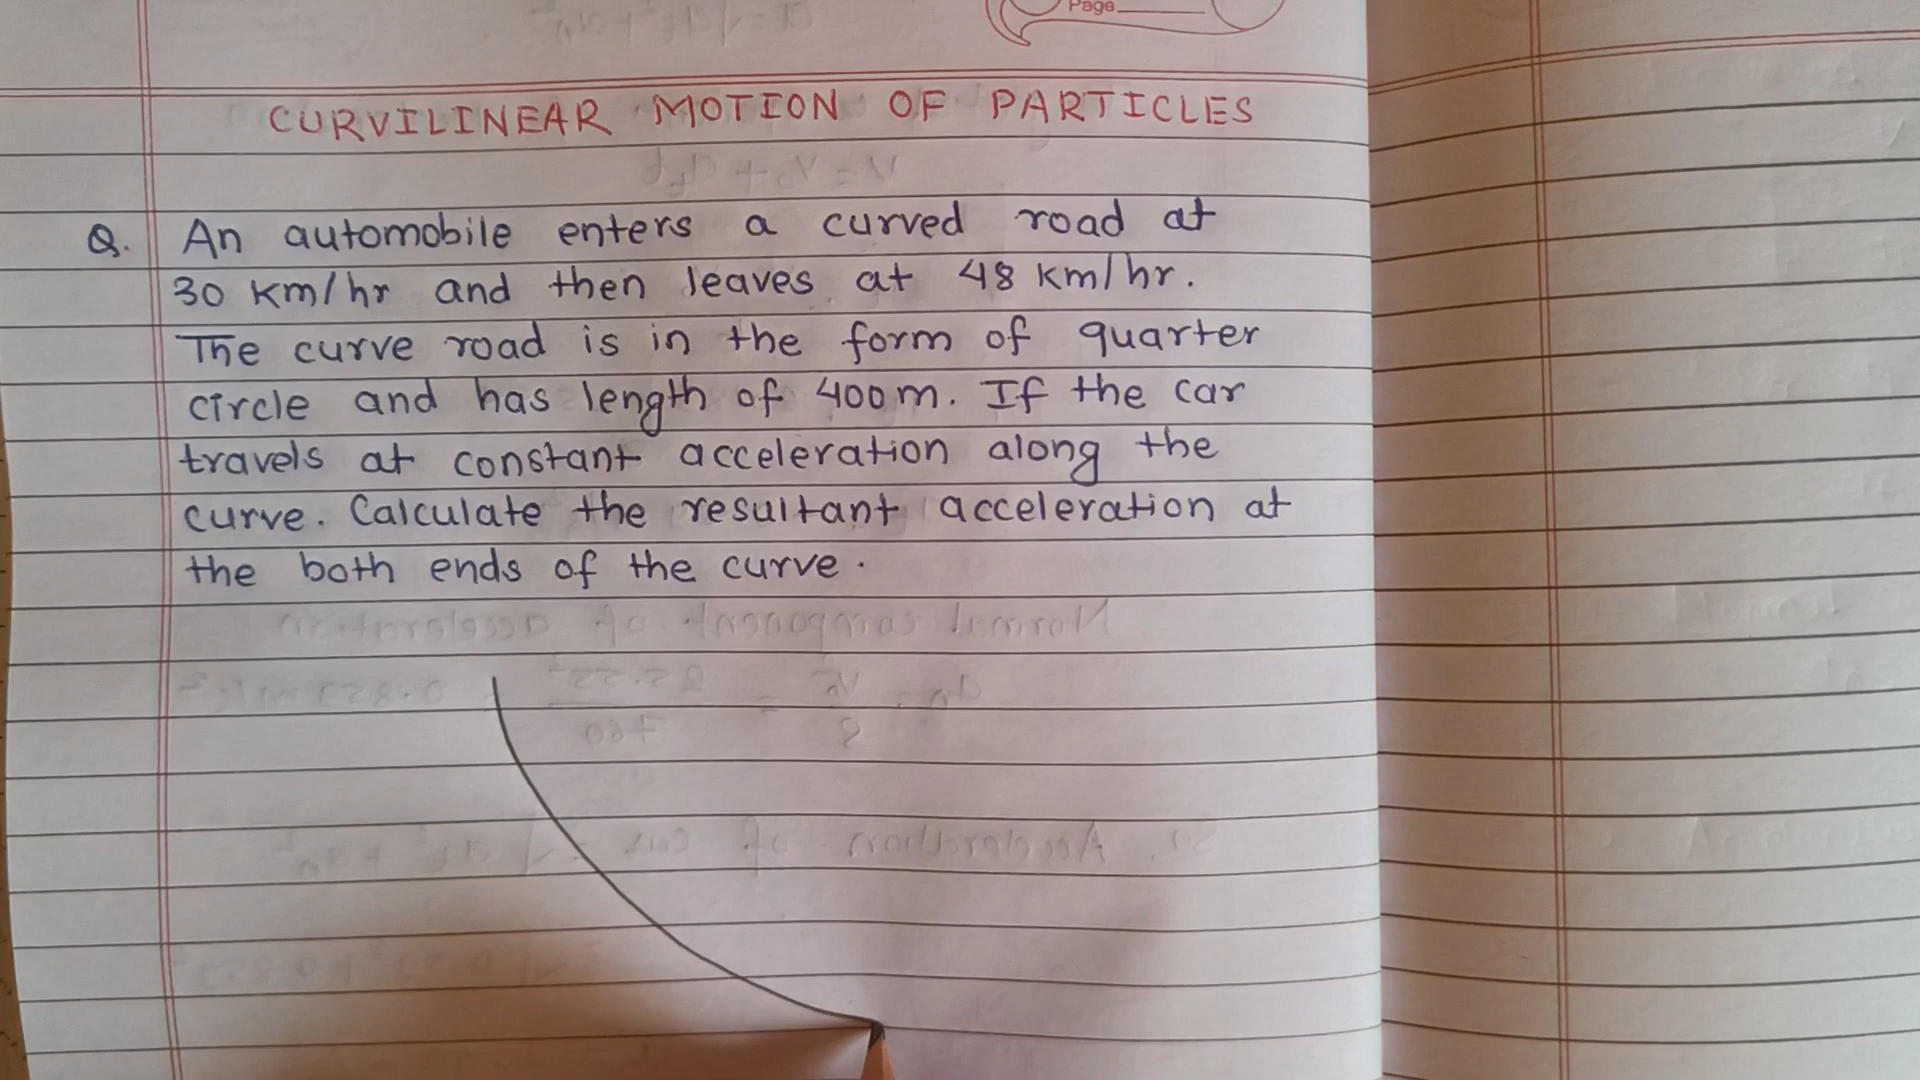 Page
CURVILINEAR MOTION OF PARTICLES
Q. An automobile enters a curved road at
30 km/hr and then leaves at 48 km/hr.
The curve road is in the form of quarter
circle and has length of 400m. If the car
travels at constant acceleration along the
curve. Calculate the resultant acceleration at
the both ends of the curve.